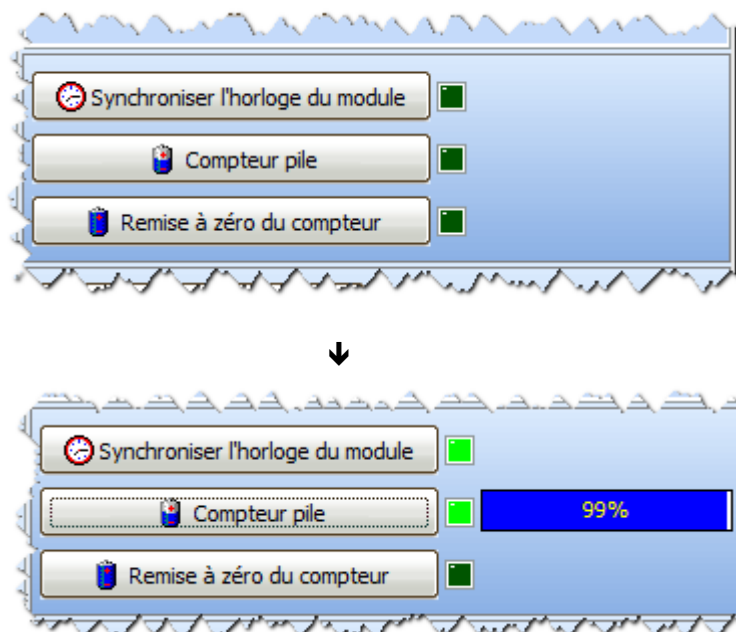 Synchroniser l'horloge du module
Compteur pile
Remise à zéro du compteur
Synchroniser l'horloge du module
Compteur pile
99%
Remise à zéro du compteur